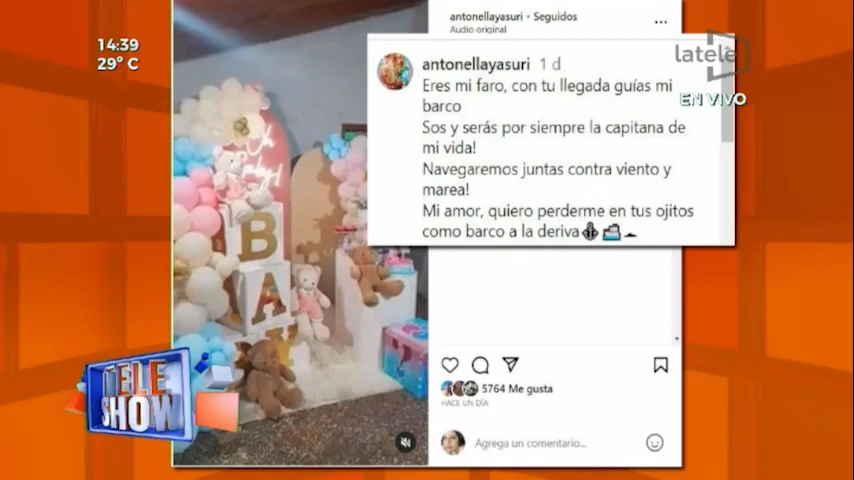 14:39
29° C
antonellayasuri · Seguidos
Audio original
latele
EN VIVO
antonellayasuri 1 d
Eres mi faro, con tu llegada guías mi
barco
Sos y serás por siempre la capitana de
mi vida!
Navegaremos juntas contra viento y
marea!
Mi amor, quiero perderme en tus ojitos
como barco a la deriva
BA
TELE
SHOW
5764 Me gusta
HACE UN DÍA
Agrega un comentario...